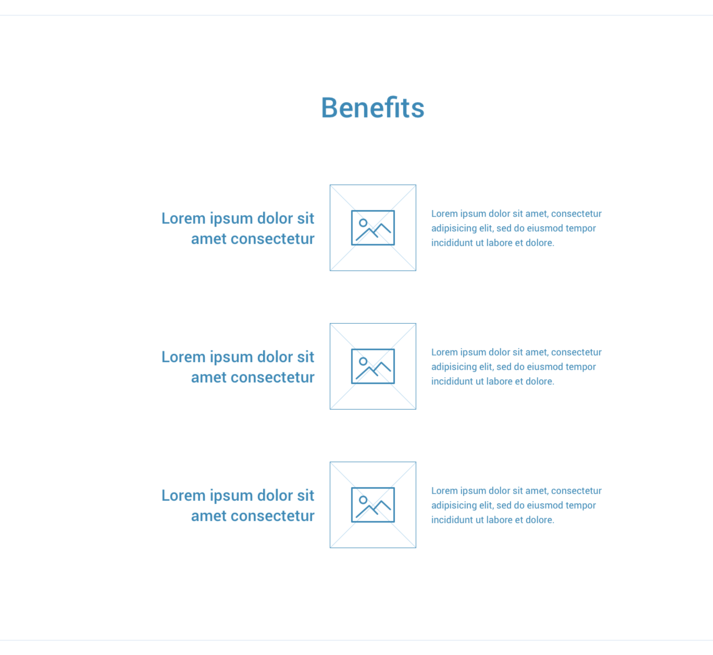 Benefits
Lorem ipsum dolor sit
amet consectetur
Lorem ipsum dolor sit amet, consectetur
adipisicing elit, sed do eiusmod tempor
incididunt ut labore et dolore.
Lorem ipsum dolor sit
amet consectetur
Lorem ipsum dolor sit amet, consectetur
adipisicing elit, sed do eiusmod tempor
incididunt ut labore et dolore.
Lorem ipsum dolor sit
amet consectetur
Lorem ipsum dolor sit amet, consectetur
adipisicing elit, sed do eiusmod tempor
incididunt ut labore et dolore.